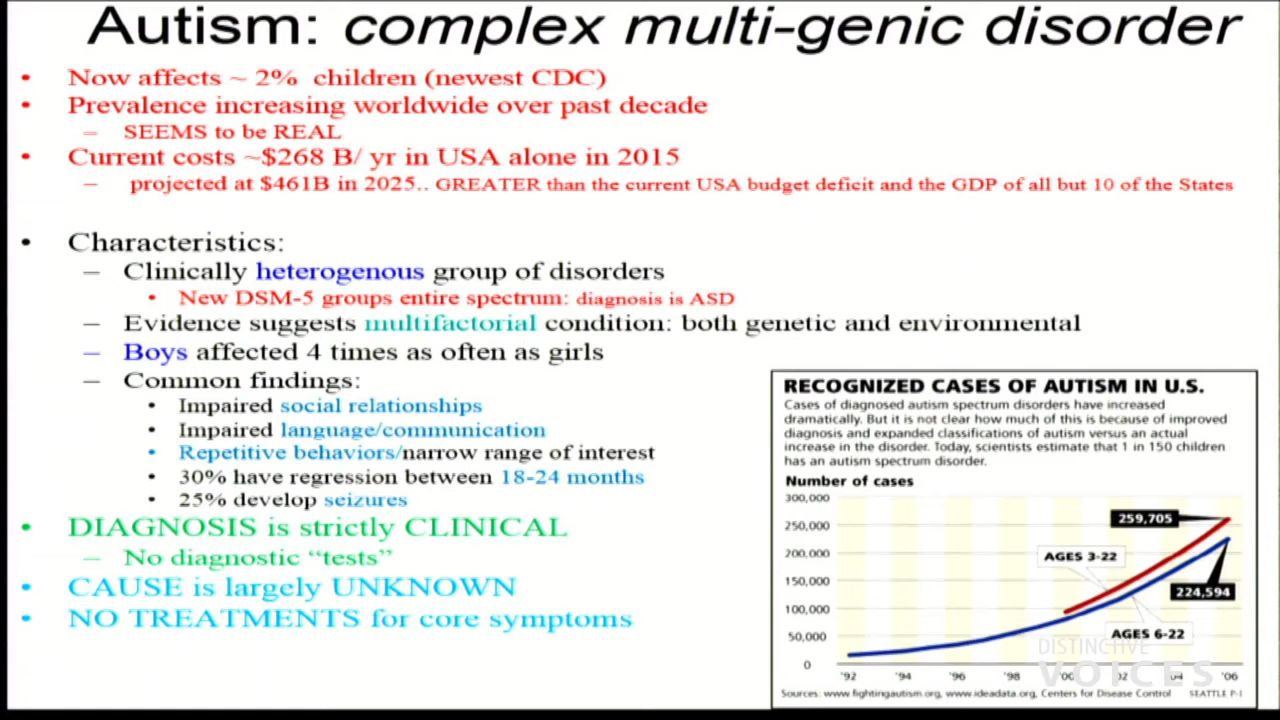 Autism: complex multi-genic disorder
• Now affects ~ 2% children (newest CDC)
• Prevalence increasing worldwide over past decade
– SEEMS to be REAL
• Current costs ~$268 B/ yr in USA alone in 2015
– projected at $461B in 2025.. GREATER than the current USA budget deficit and the GDP of all but 10 of the States
• Characteristics:
– Clinically heterogenous group of disorders
• New DSM-5 groups entire spectrum: diagnosis is ASD
– Evidence suggests multifactorial condition: both genetic and environmental
– Boys affected 4 times as often as girls
– Common findings:
• Impaired social relationships
• Impaired language/communication
• Repetitive behaviors/narrow range of interest
• 30% have regression between 18-24 months
• 25% develop seizures
• DIAGNOSIS is strictly CLINICAL
– No diagnostic “tests”
• CAUSE is largely UNKNOWN
• NO TREATMENTS for core symptoms
RECOGNIZED CASES OF AUTISM IN U.S.
Cases of diagnosed autism spectrum disorders have increased
dramatically. But it is not clear how much of this is because of improved
diagnosis and expanded classifications of autism versus an actual
increase in the disorder. Today, scientists estimate that 1 in 150 children
has an autism spectrum disorder.
Number of cases
300,000
250,000
200,000
150,000
100,000
50,000
0
259,705
AGES 3-22
224,594
AGES 6-22
'92 '94 '96 '98 '00 '02 '04 '06
Sources: www.fightingautism.org, www.ideadata.org, Centers for Disease Control SEATTLE P-I
DISTINCTIVE
VOICES